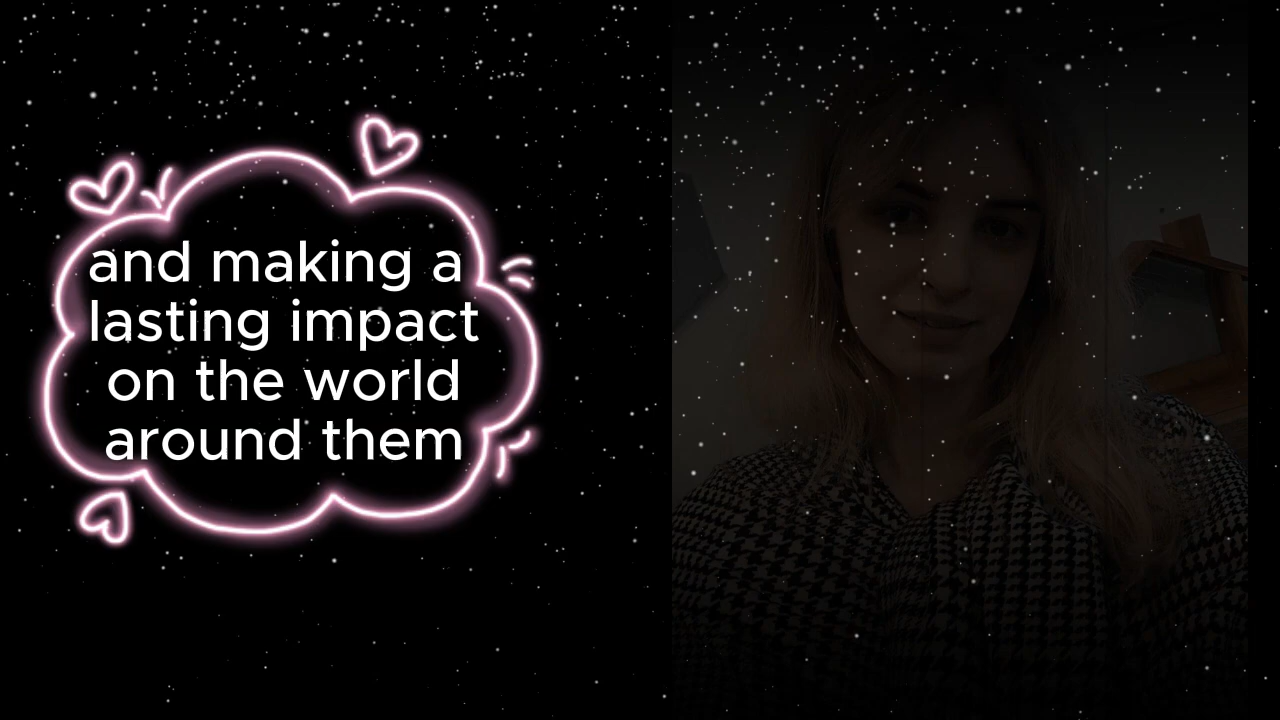 and making a
lasting impact
on the world
around them